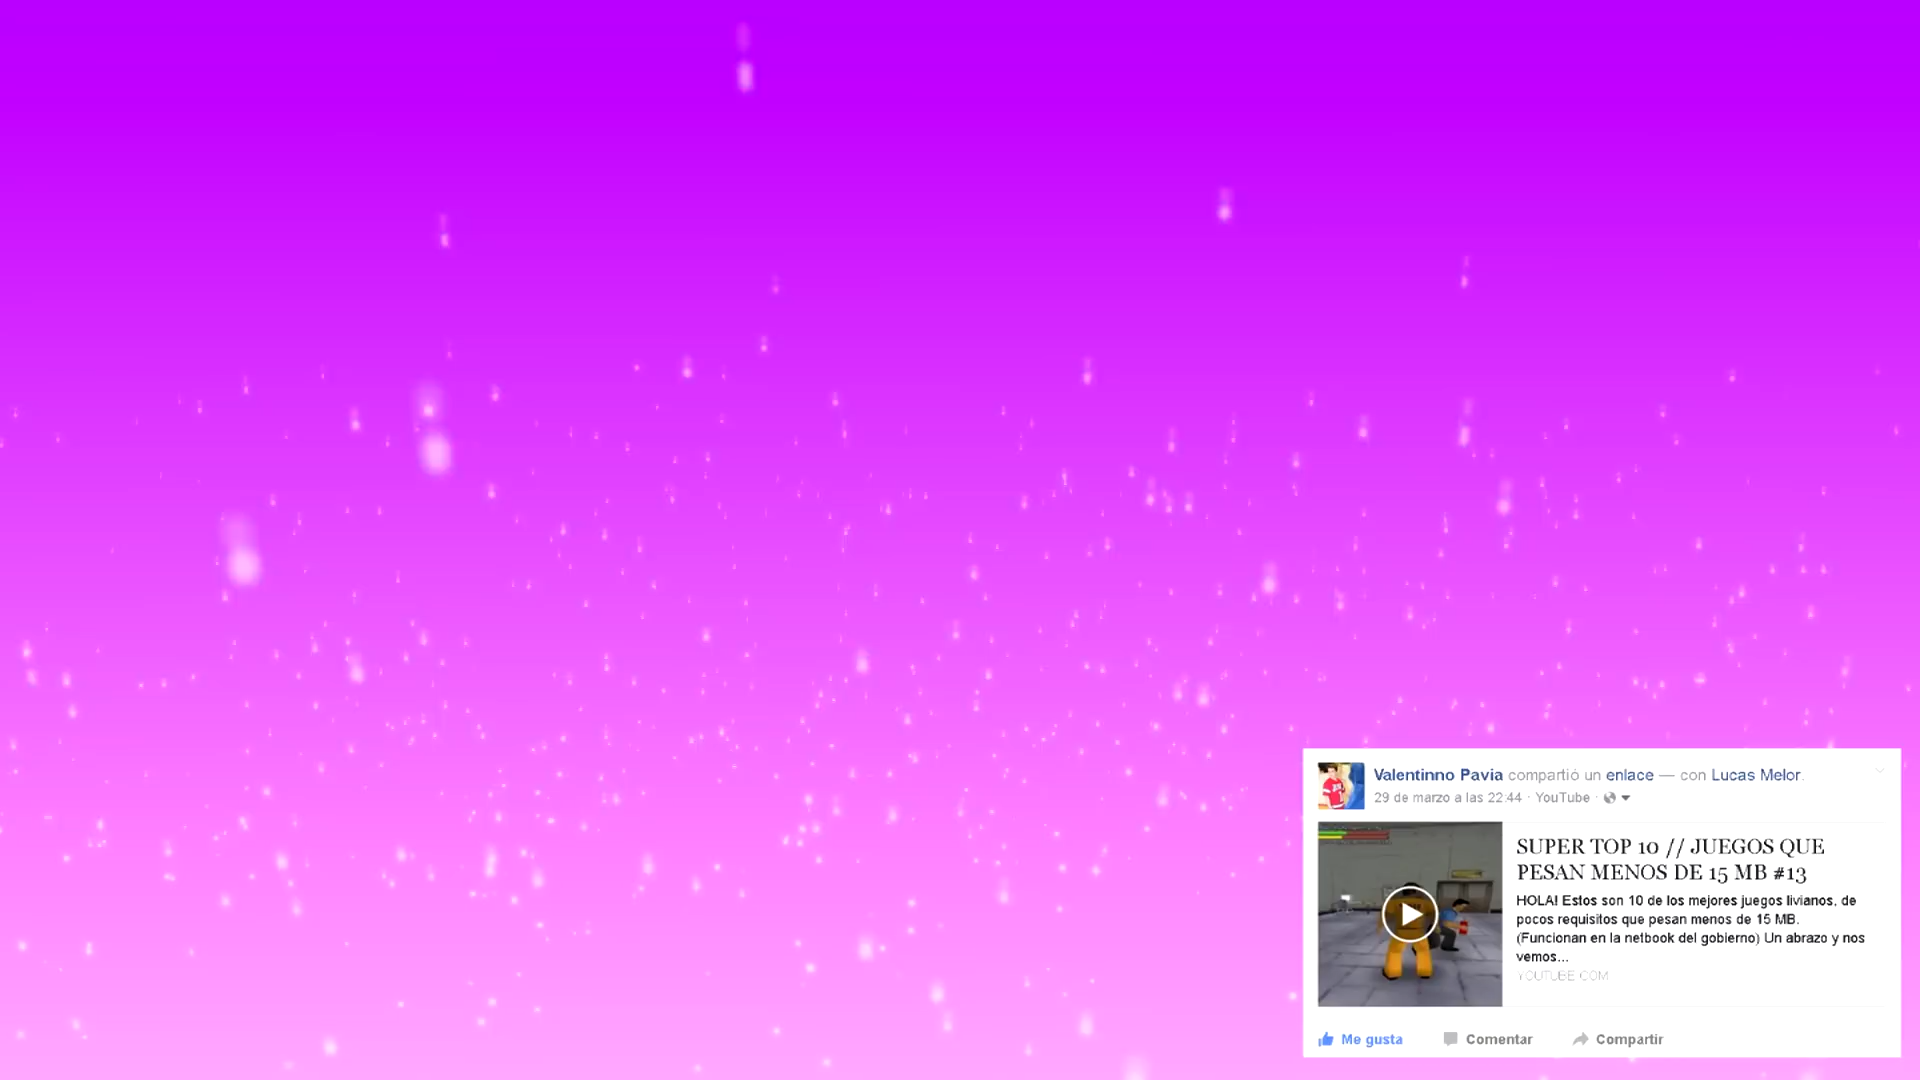 Valentinno Pavia compartió un enlace — con Lucas Melor.
29 de marzo a las 22:44 · YouTube ·
SUPER TOP 10 // JUEGOS QUE
PESAN MENOS DE 15 MB #13
HOLA! Estos son 10 de los mejores juegos livianos, de
pocos requisitos que pesan menos de 15 MB.
(Funcionan en la netbook del gobierno) Un abrazo y nos
vemos...
YOUTUBE.COM
Me gusta Comentar Compartir